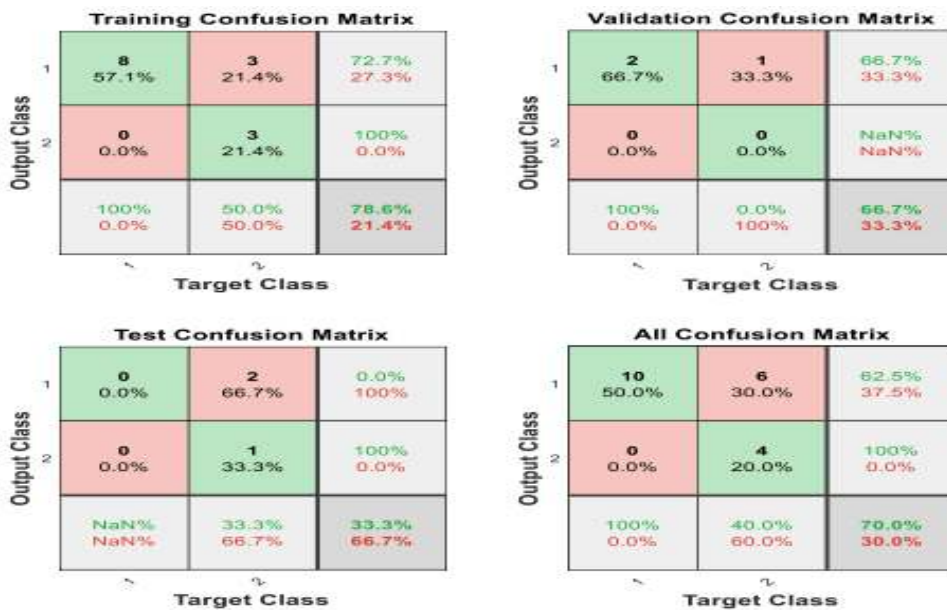 Training Confusion Matrix
Output Class
1
8 3 72.7%
57.1% 21.4% 27.3%
2
0 3 100%
0.0% 21.4% 0.0%
100% 50.0% 78.6%
0.0% 50.0% 21.4%
1 2
Target Class
Validation Confusion Matrix
Output Class
1
2 1 66.7%
66.7% 33.3% 33.3%
2
0 0 NaN%
0.0% 0.0% NaN%
100% 0.0% 66.7%
0.0% 100% 33.3%
1 2
Target Class
Test Confusion Matrix
Output Class
1
0 2 0.0%
0.0% 66.7% 100%
2
0 1 100%
0.0% 33.3% 0.0%
NaN% 33.3% 33.3%
NaN% 66.7% 66.7%
1 2
Target Class
All Confusion Matrix
Output Class
1
10 6 62.5%
50.0% 30.0% 37.5%
2
0 4 100%
0.0% 20.0% 0.0%
100% 40.0% 70.0%
0.0% 60.0% 30.0%
1 2
Target Class